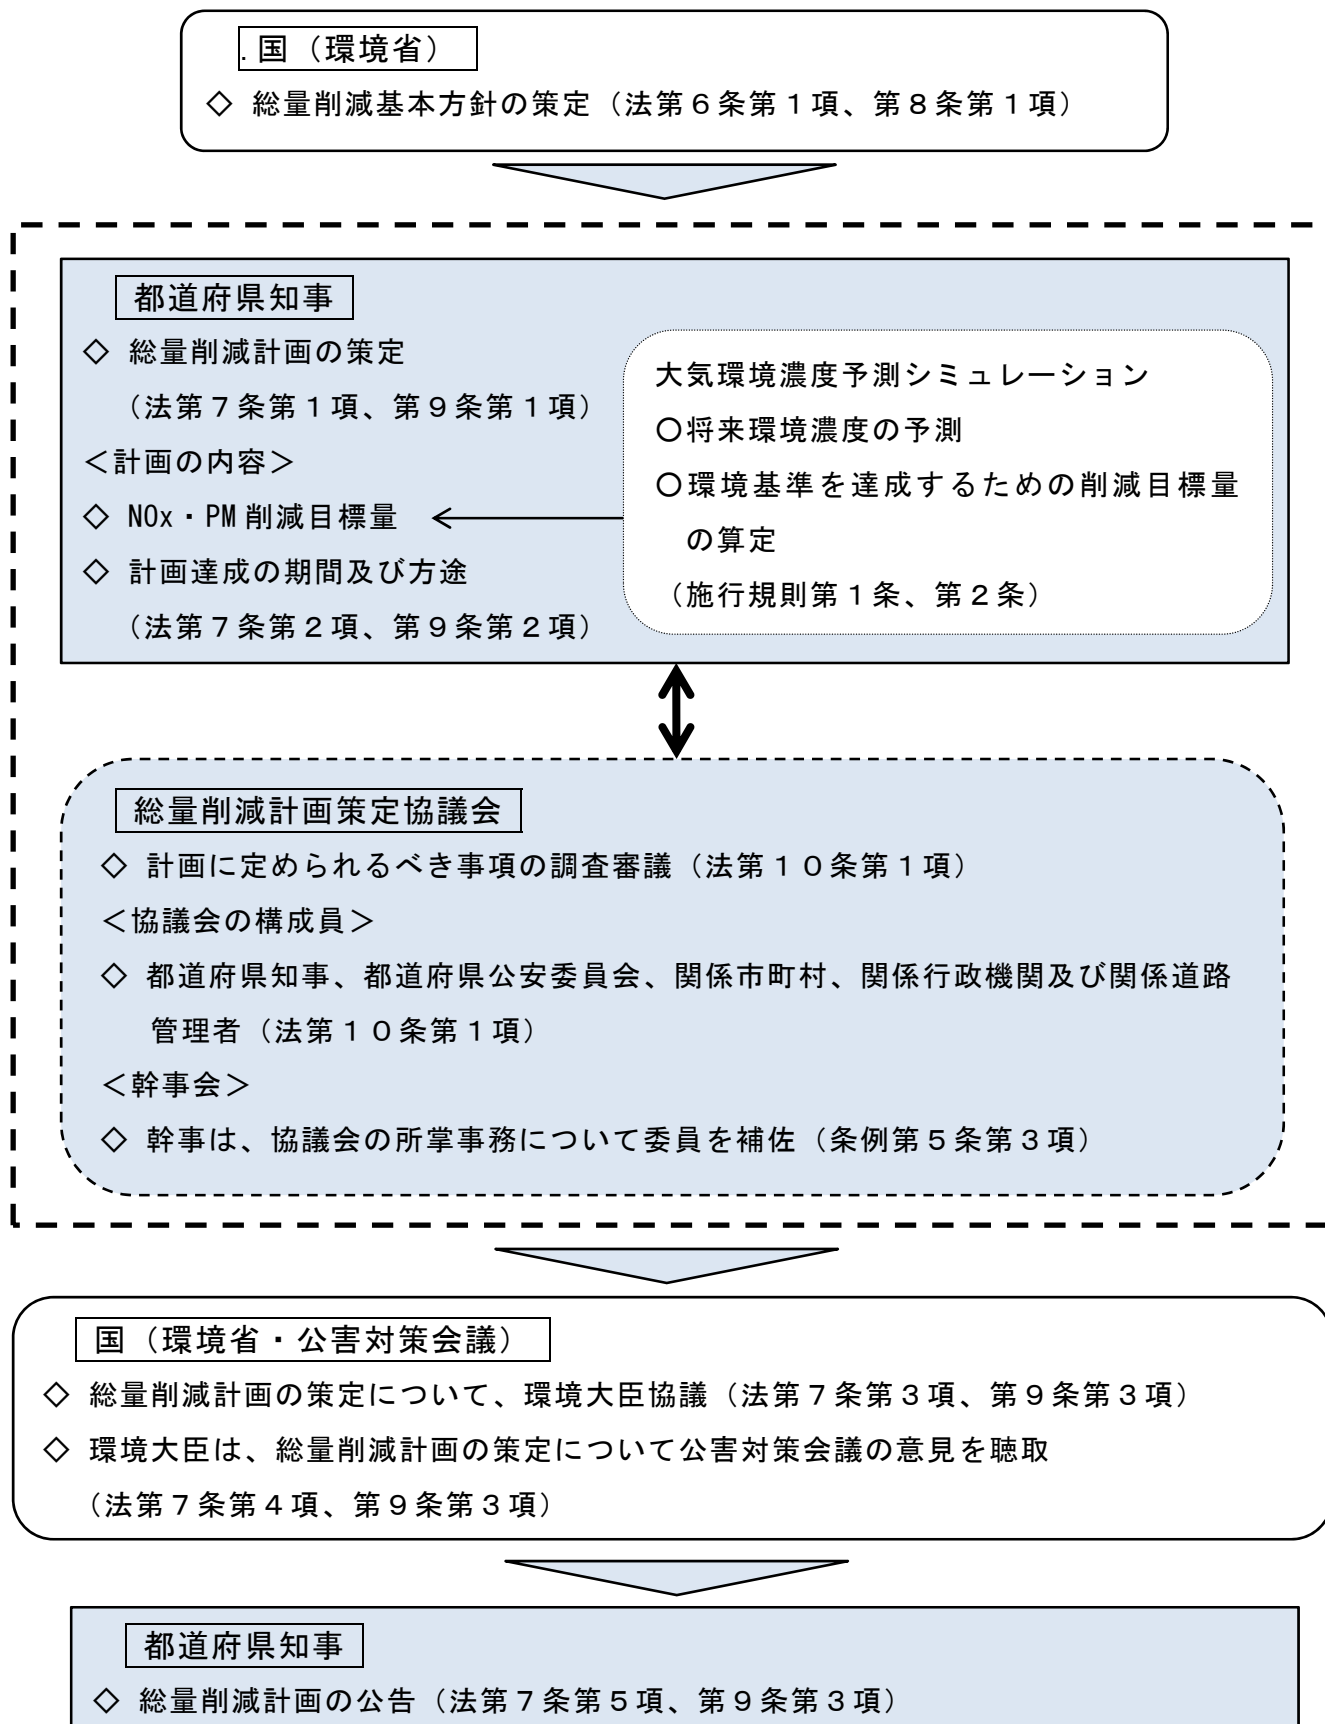 .国（環境省）
◇ 総量削減基本方針の策定（法第６条第１項、第８条第１項）
都道府県知事
◇ 総量削減計画の策定
（法第７条第１項、第９条第１項）
＜計画の内容＞
◇ NOx・PM 削減目標量
◇ 計画達成の期間及び方途
（法第７条第２項、第９条第２項）
大気環境濃度予測シミュレーション
〇将来環境濃度の予測
〇環境基準を達成するための削減目標量
の算定
（施行規則第１条、第２条）
総量削減計画策定協議会
◇ 計画に定められるべき事項の調査審議（法第１０条第１項）
＜協議会の構成員＞
◇ 都道府県知事、都道府県公安委員会、関係市町村、関係行政機関及び関係道路
管理者（法第１０条第１項）
＜幹事会＞
◇ 幹事は、協議会の所掌事務について委員を補佐（条例第５条第３項）
国（環境省・公害対策会議）
◇ 総量削減計画の策定について、環境大臣協議（法第７条第３項、第９条第３項）
◇ 環境大臣は、総量削減計画の策定について公害対策会議の意見を聴取
（法第７条第４項、第９条第３項）
都道府県知事
◇ 総量削減計画の公告（法第７条第５項、第９条第３項）